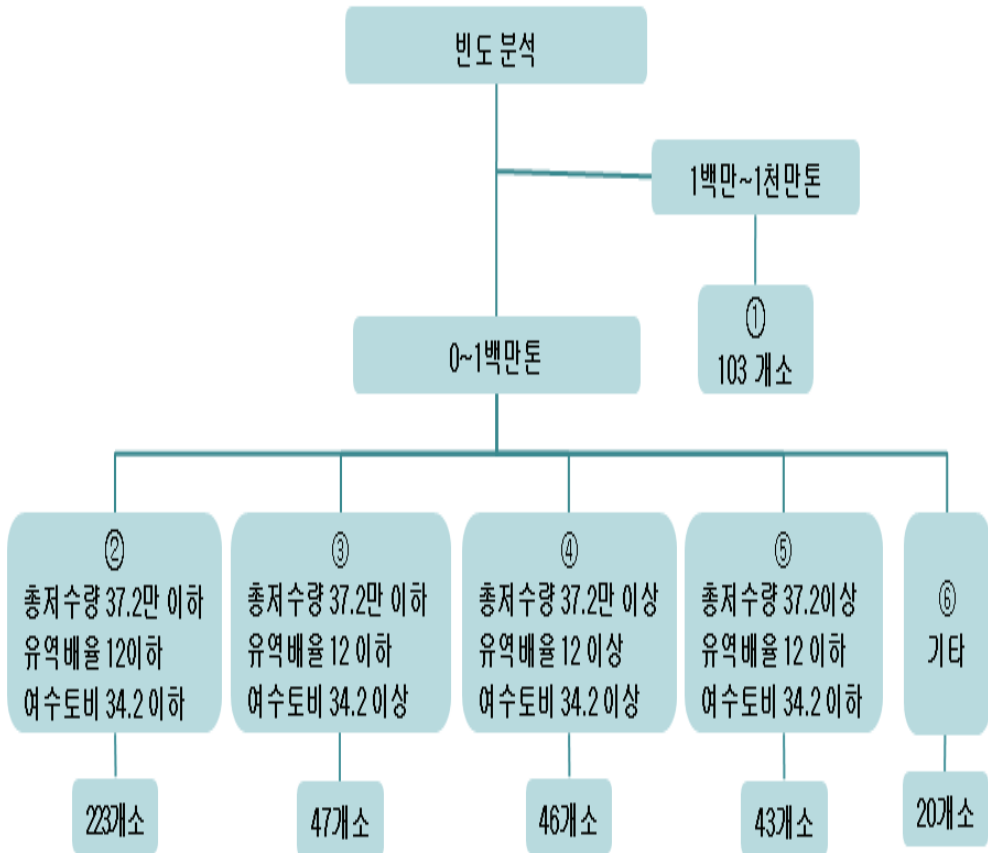 빈도 분석
1백만~1천만톤
①
103 개소
0~1백만톤
②
총저수량 37.2만 이하
유역배율 12이하
여수토비 34.2 이하
③
총저수량 37.2만 이하
유역배율 12 이하
여수토비 34.2 이상
④
총저수량 37.2만 이상
유역배율 12 이상
여수토비 34.2 이상
⑤
총저수량 37.2이상
유역배율 12 이하
여수토비 34.2 이하
⑥
기타
223개소
47개소
46개소
43개소
20개소